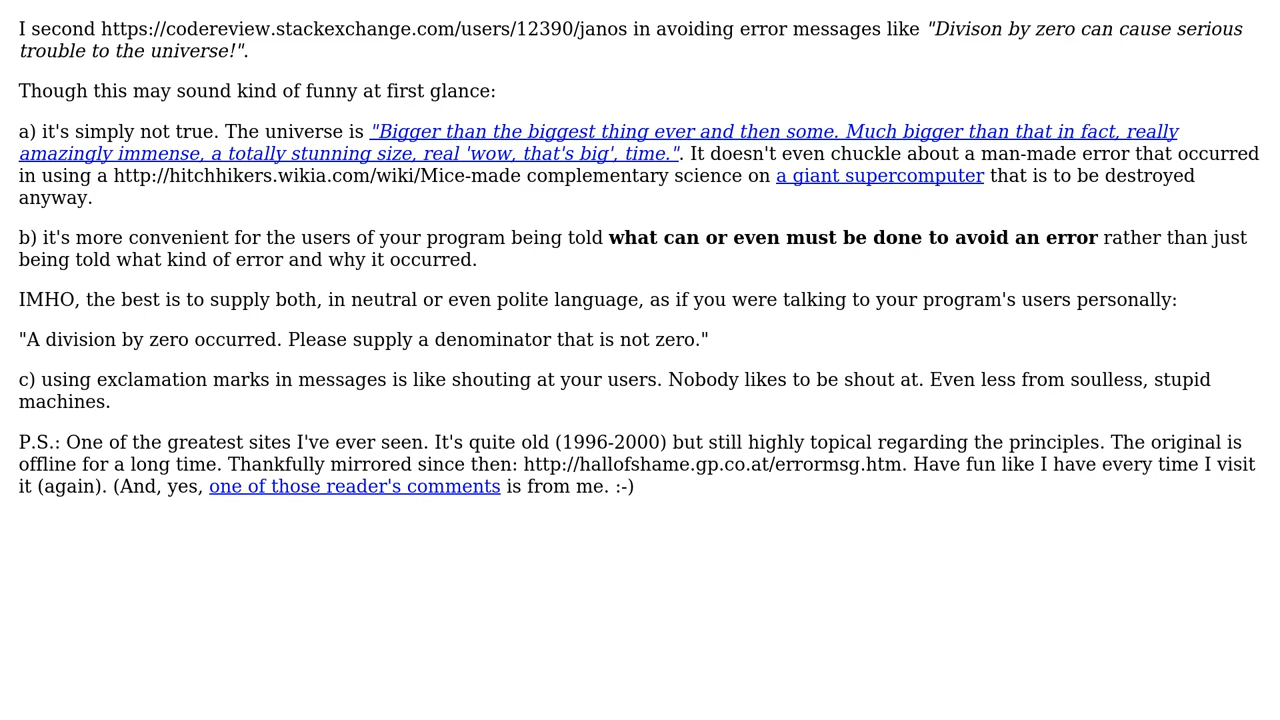 I second https://codereview.stackexchange.com/users/12390/janos in avoiding error messages like "Divison by zero can cause serious
trouble to the universe!".
Though this may sound kind of funny at first glance:
a) it's simply not true. The universe is "Bigger than the biggest thing ever and then some. Much bigger than that in fact, really
amazingly immense, a totally stunning size, real 'wow, that's big', time.". It doesn't even chuckle about a man-made error that occurred
in using a http://hitchhikers.wikia.com/wiki/Mice-made complementary science on a giant supercomputer that is to be destroyed
anyway.
b) it's more convenient for the users of your program being told what can or even must be done to avoid an error rather than just
being told what kind of error and why it occurred.
IMHO, the best is to supply both, in neutral or even polite language, as if you were talking to your program's users personally:
"A division by zero occurred. Please supply a denominator that is not zero."
c) using exclamation marks in messages is like shouting at your users. Nobody likes to be shout at. Even less from soulless, stupid
machines.
P.S.: One of the greatest sites I've ever seen. It's quite old (1996-2000) but still highly topical regarding the principles. The original is
offline for a long time. Thankfully mirrored since then: http://hallofshame.gp.co.at/errormsg.htm. Have fun like I have every time I visit
it (again). (And, yes, one of those reader's comments is from me. :-)